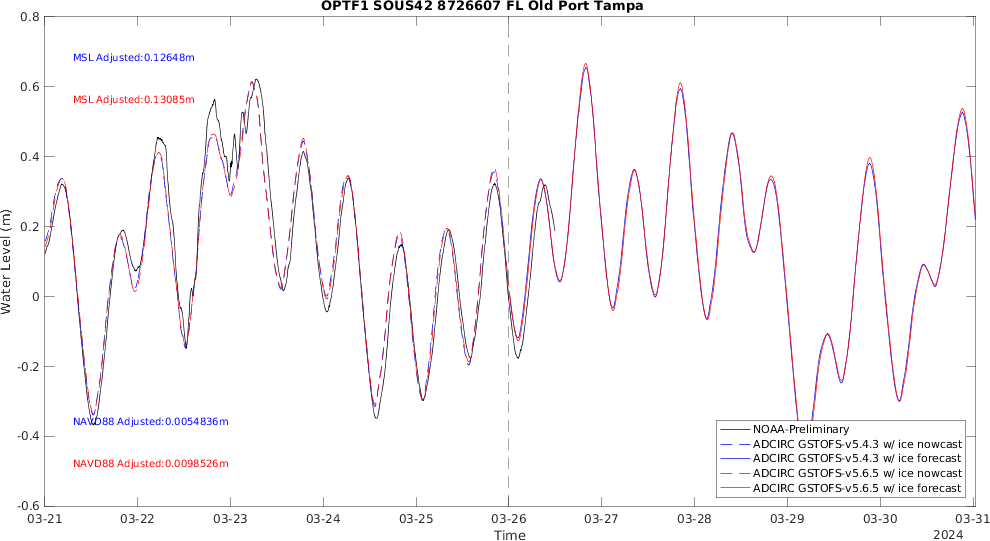 OPTF1 SOUS42 8726607 FL Old Port Tampa
0.8
0.6
0.4
0.2
0
-0.2
-0.4
-0.6
Water Level (m)
MSL Adjusted:0.12648m
MSL Adjusted:0.13085m
NAVD88 Adjusted:0.0054836m
NAVD88 Adjusted:0.0098526m
NOAA-Preliminary
ADCIRC GSTOFS-v5.4.3 w/ ice nowcast
ADCIRC GSTOFS-v5.4.3 w/ ice forecast
ADCIRC GSTOFS-v5.6.5 w/ ice nowcast
ADCIRC GSTOFS-v5.6.5 w/ ice forecast
03-21 03-22 03-23 03-24 03-25 03-26 03-27 03-28 03-29 03-30 03-31
Time
2024